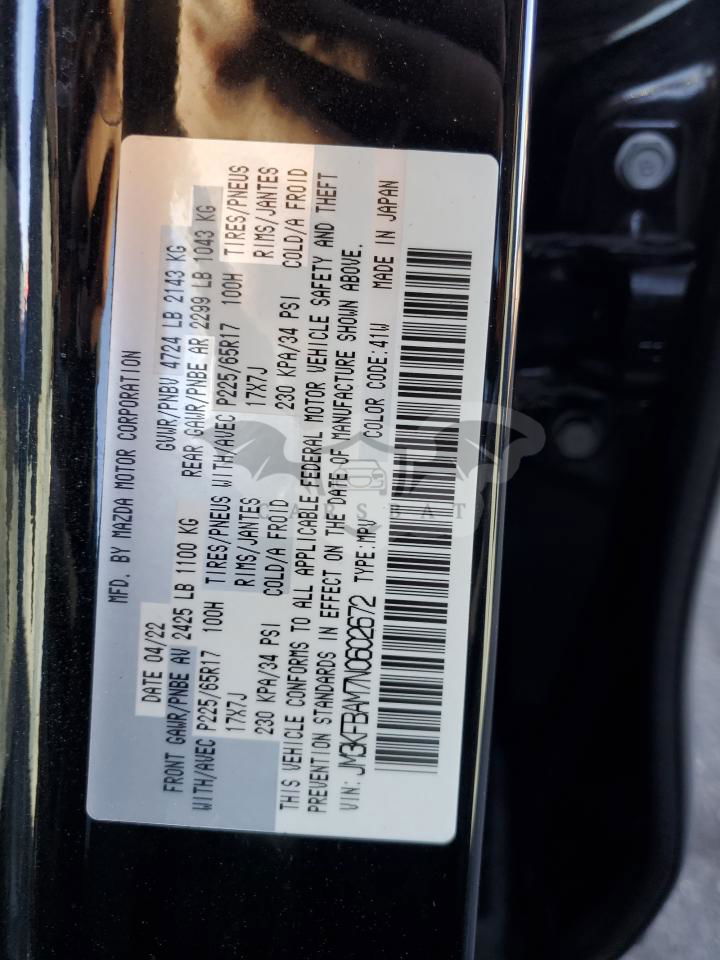 MFD. BY MAZDA MOTOR CORPORATION
DATE 04/22 GVWR/PNBV 4724 LB 2143 KG
FRONT GAWR/PNBE AV 2425 LB 1100 KG REAR GAWR/PNBE AR 2299 LB 1043 KG
WITH/AVEC P225/65R17 100H TIRES/PNEUS WITH/AVEC P225/65R17 100H TIRES/PNEUS
17X7J RIMS/JANTES 17X7J RIMS/JANTES
230 KPA/34 PSI COLD/A FROID 230 KPA/34 PSI COLD/A FROID
THIS VEHICLE CONFORMS TO ALL APPLICABLE FEDERAL MOTOR VEHICLE SAFETY AND THEFT
PREVENTION STANDARDS IN EFFECT ON THE DATE OF MANUFACTURE SHOWN ABOVE.
VIN: JM3KFBAM7N0602672 TYPE:MPV COLOR CODE:41W MADE IN JAPAN
CARSBAT